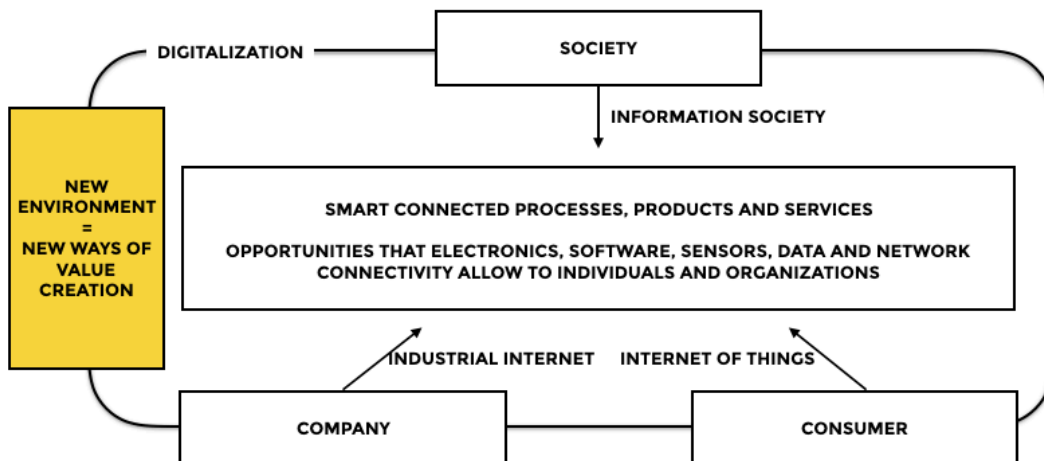 SOCIETY
DIGITALIZATION
INFORMATION SOCIETY
NEW
ENVIRONMENT
=
NEW WAYS OF
VALUE
CREATION
SMART CONNECTED PROCESSES, PRODUCTS AND SERVICES
OPPORTUNITIES THAT ELECTRONICS, SOFTWARE, SENSORS, DATA AND NETWORK
CONNECTIVITY ALLOW TO INDIVIDUALS AND ORGANIZATIONS
INDUSTRIAL INTERNET
INTERNET OF THINGS
COMPANY
CONSUMER